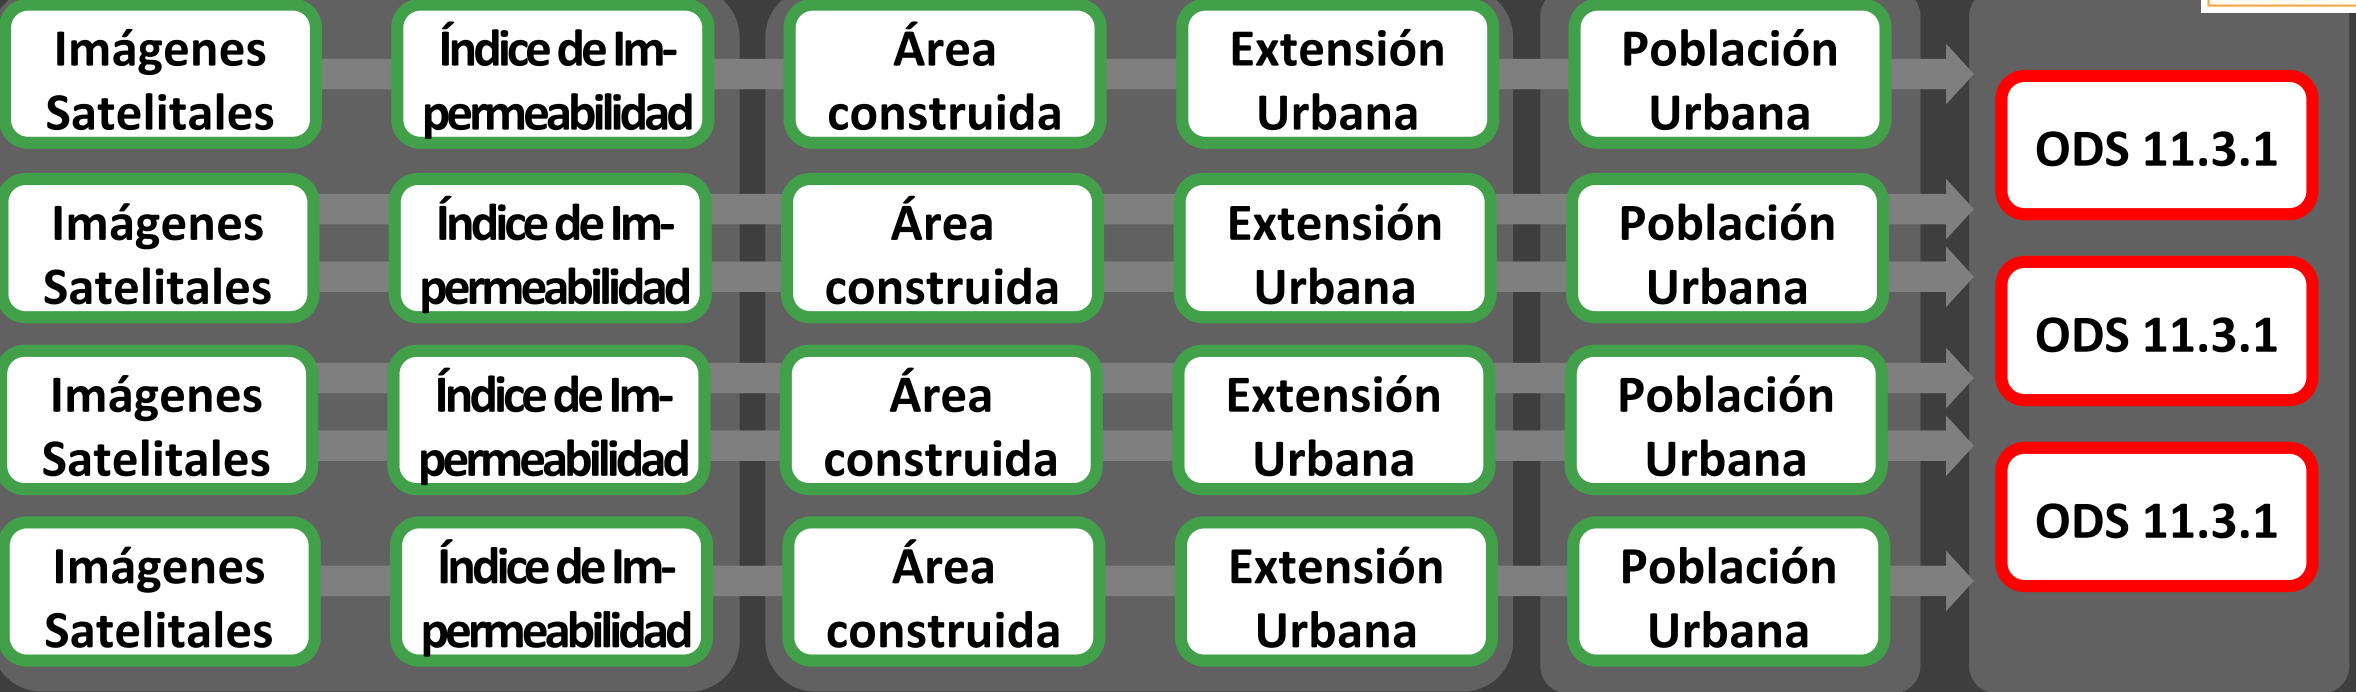 Imágenes
Satelitales
Índice de Im-
permeabilidad
Área
construida
Extensión
Urbana
Población
Urbana
ODS 11.3.1
Imágenes
Satelitales
Índice de Im-
permeabilidad
Área
construida
Extensión
Urbana
Población
Urbana
ODS 11.3.1
Imágenes
Satelitales
Índice de Im-
permeabilidad
Área
construida
Extensión
Urbana
Población
Urbana
ODS 11.3.1
Imágenes
Satelitales
Índice de Im-
permeabilidad
Área
construida
Extensión
Urbana
Población
Urbana